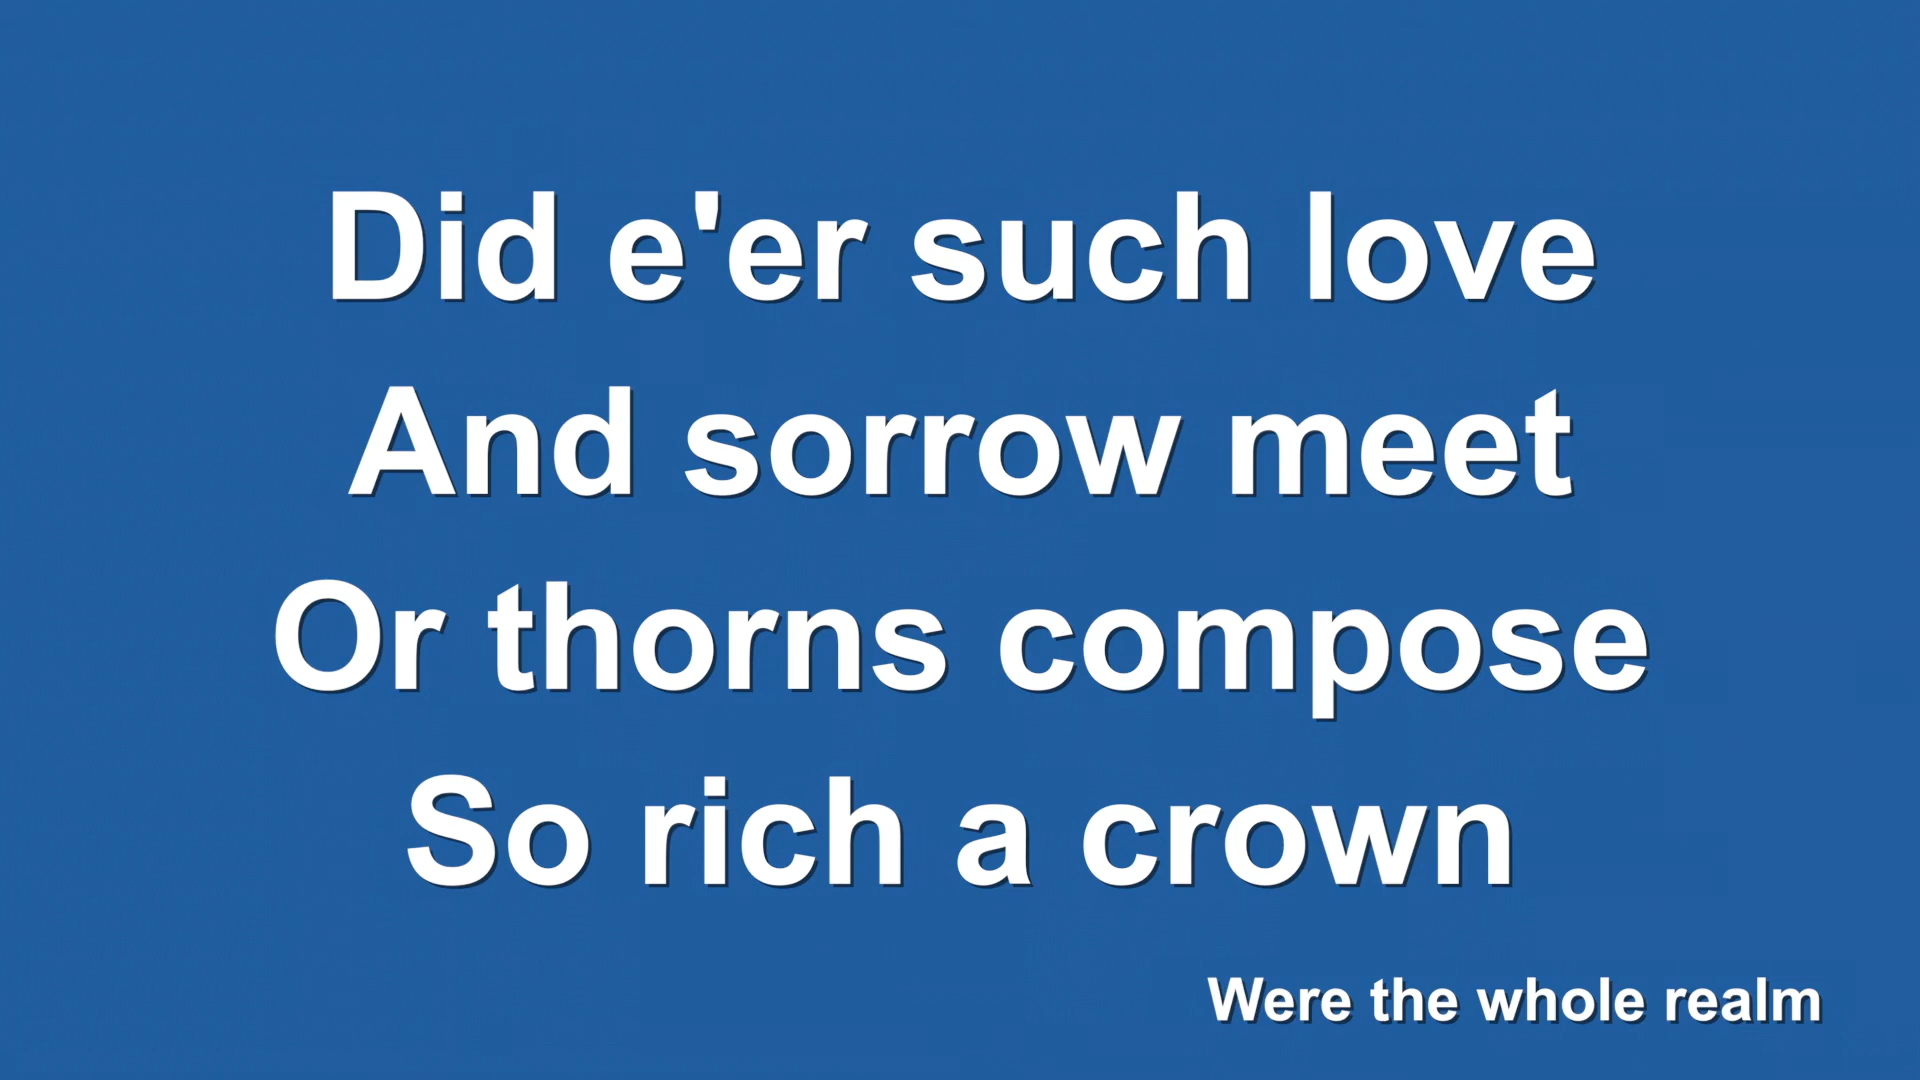 Did e'er such love
And sorrow meet
Or thorns compose
So rich a crown
Were the whole realm